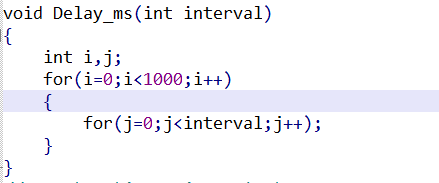 void Delay_ms(int interval)
{
    int i,j;
    for(i=0;i<1000;i++)
    {
        for(j=0;j<interval;j++);
    }
}